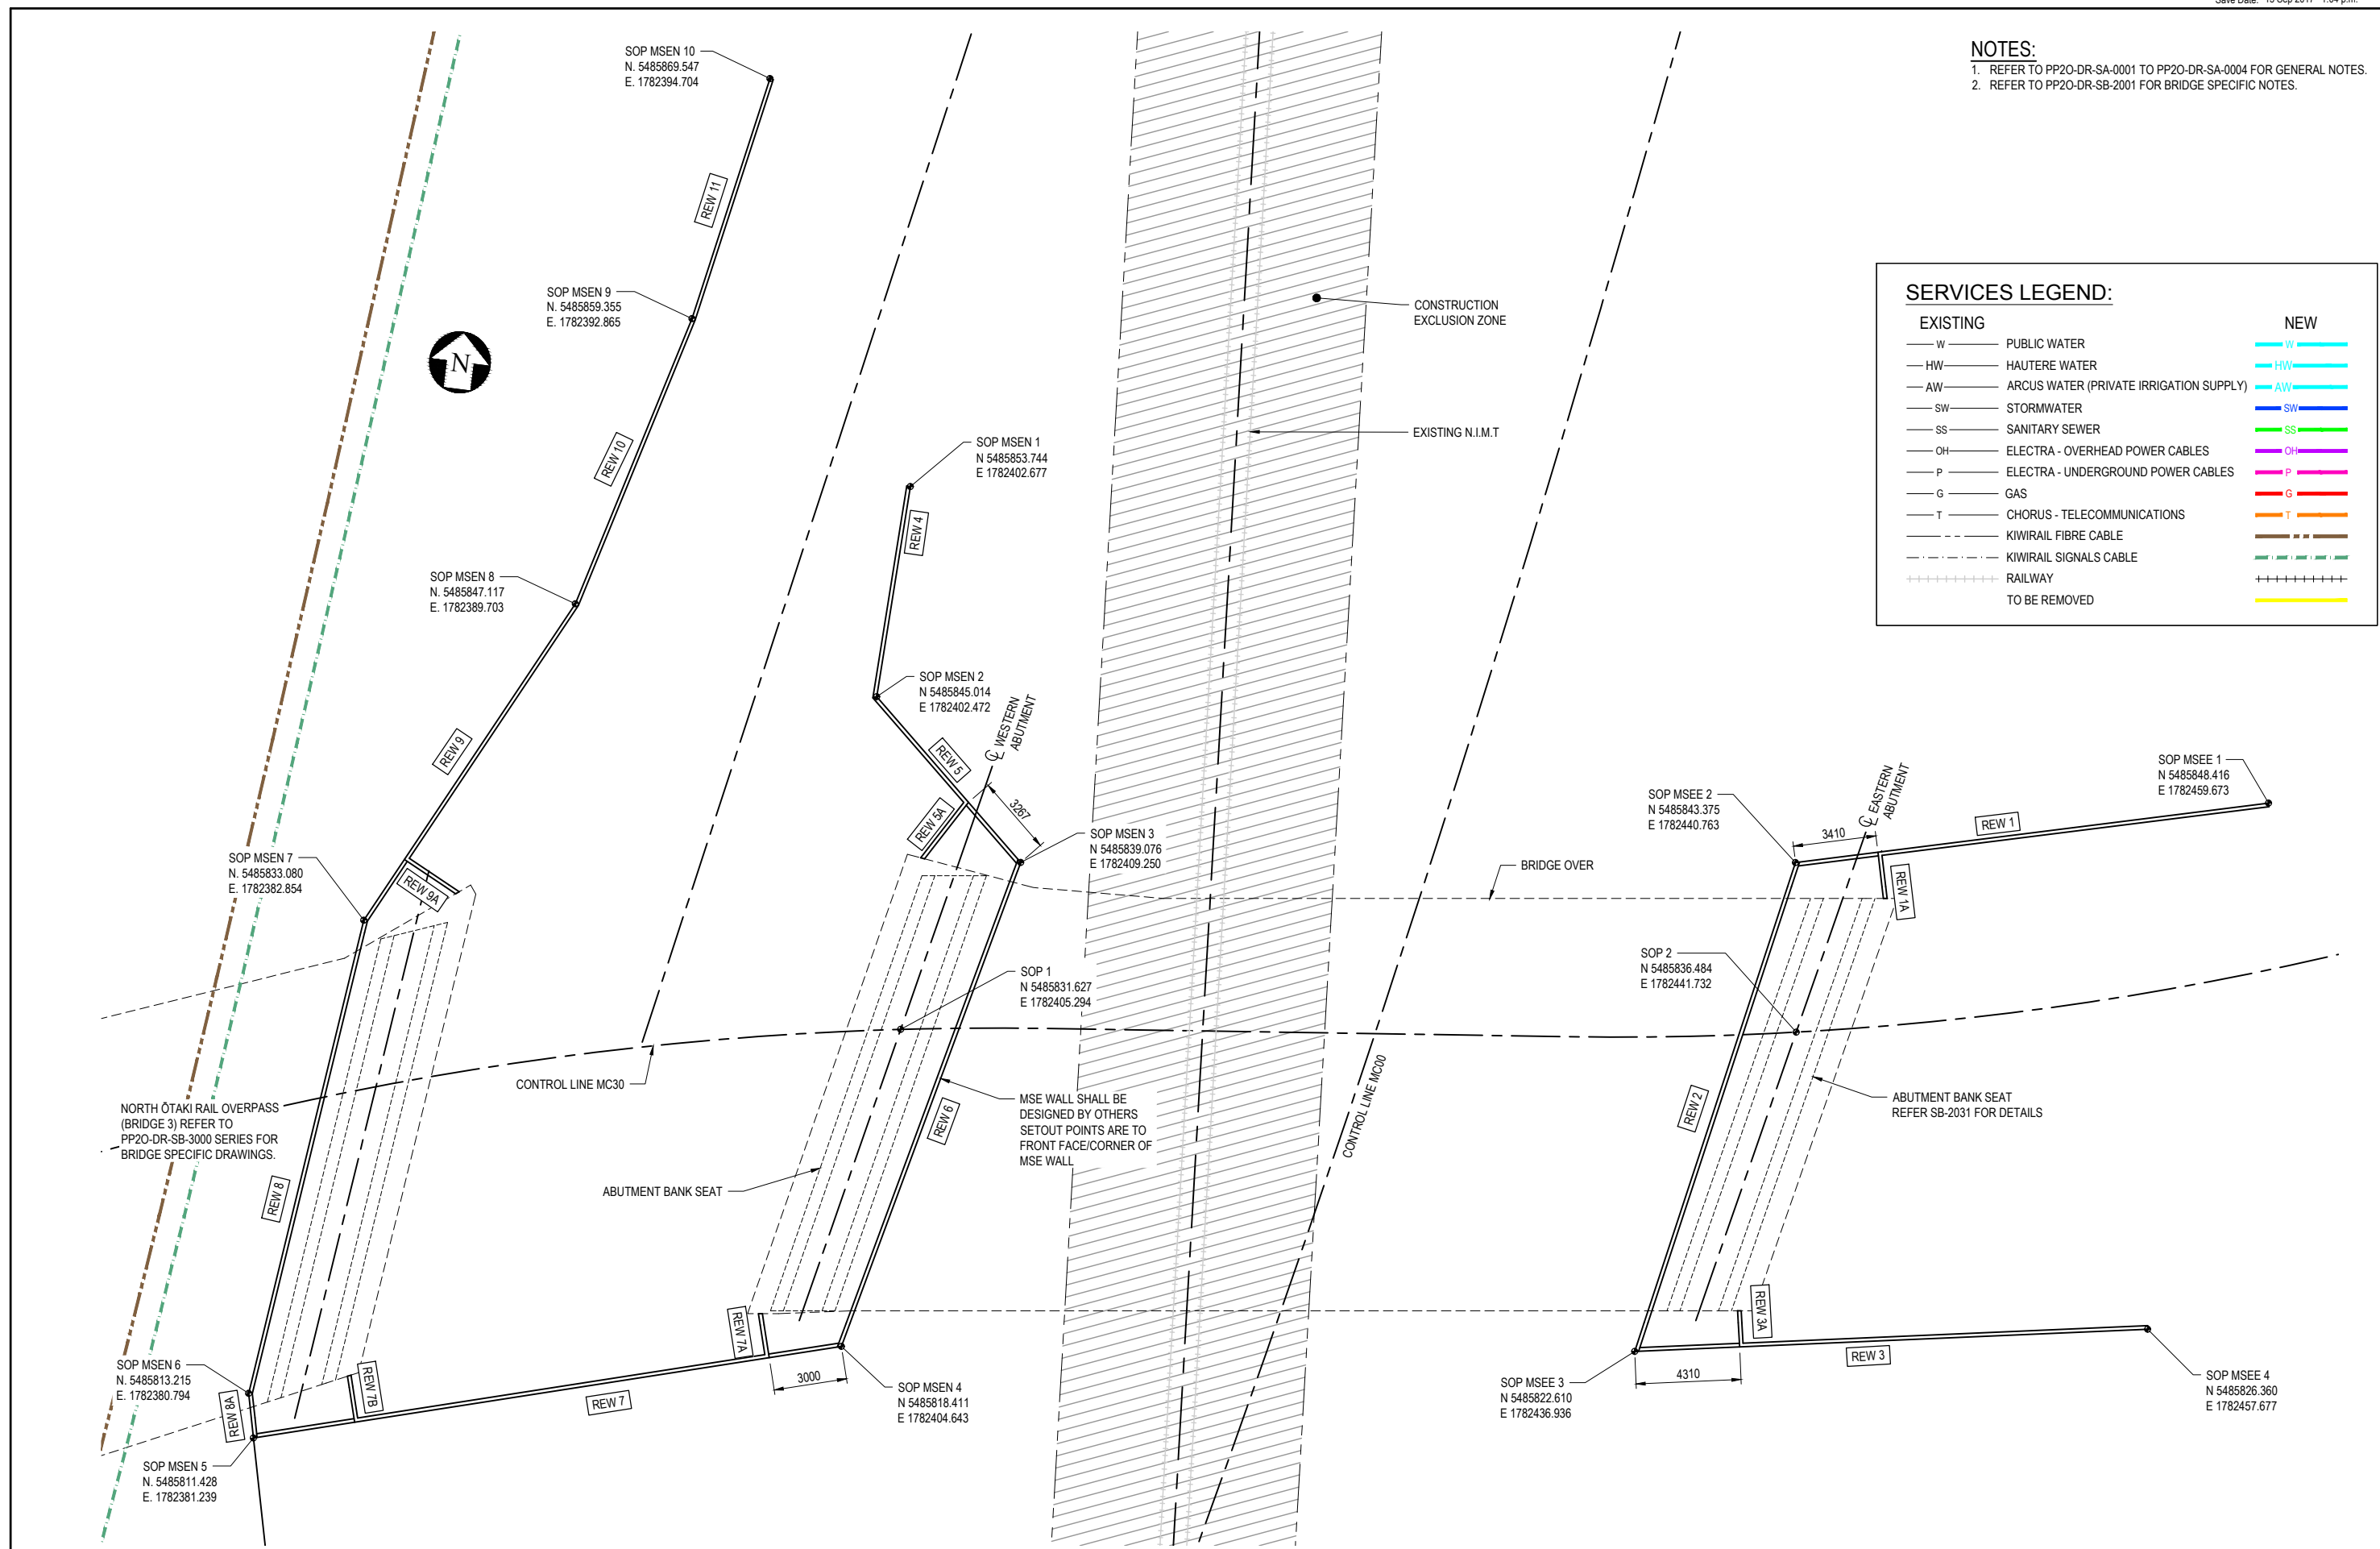 NOTES:
1. REFER TO PP2O-DR-SA-0001 TO PP2O-DR-SA-0004 FOR GENERAL NOTES.
2. REFER TO PP2O-DR-SB-2001 FOR BRIDGE SPECIFIC NOTES.
SERVICES LEGEND:
EXISTING NEW
W PUBLIC WATER W
HW HAUTERE WATER HW
AW ARCUS WATER (PRIVATE IRRIGATION SUPPLY) AW
SW STORMWATER SW
SS SANITARY SEWER SS
OH ELECTRA - OVERHEAD POWER CABLES OH
P ELECTRA - UNDERGROUND POWER CABLES P
G GAS G
T CHORUS - TELECOMMUNICATIONS T
KIWIRAIL FIBRE CABLE
KIWIRAIL SIGNALS CABLE
RAILWAY
TO BE REMOVED
SOP MSEN 10
N. 5485869.547
E. 1782394.704
REW 11
SOP MSEN 9
N. 5485859.355
E. 1782392.865
N
REW 10
SOP MSEN 8
N. 5485847.117
E. 1782389.703
REW 9
SOP MSEN 7
N. 5485833.080
E. 1782382.854
REW 9A
SOP MSEN 1
N 5485853.744
E 1782402.677
REW 4
SOP MSEN 2
N 5485845.014
E 1782402.472
REW 5
REW 5A
℄ WESTERN
ABUTMENT
3267
SOP MSEN 3
N 5485839.076
E 1782409.250
CONSTRUCTION
EXCLUSION ZONE
EXISTING N.I.M.T
BRIDGE OVER
SOP MSEE 2
N 5485843.375
E 1782440.763
3410
℄ EASTERN
ABUTMENT
REW 1
SOP MSEE 1
N 5485848.416
E 1782459.673
REW 1A
SOP 1
N 5485831.627
E 1782405.294
SOP 2
N 5485836.484
E 1782441.732
CONTROL LINE MC30
NORTH ŌTAKI RAIL OVERPASS
(BRIDGE 3) REFER TO
PP2O-DR-SB-3000 SERIES FOR
BRIDGE SPECIFIC DRAWINGS.
MSE WALL SHALL BE
DESIGNED BY OTHERS
SETOUT POINTS ARE TO
FRONT FACE/CORNER OF
MSE WALL
REW 6
CONTROL LINE MC00
REW 2
ABUTMENT BANK SEAT
REFER SB-2031 FOR DETAILS
REW 8
ABUTMENT BANK SEAT
REW 7A
REW 3A
SOP MSEN 6
N. 5485813.215
E. 1782380.794
REW 8A
REW 7B
REW 7
3000
SOP MSEN 4
N 5485818.411
E 1782404.643
SOP MSEE 3
N 5485822.610
E 1782436.936
4310
REW 3
SOP MSEE 4
N 5485826.360
E 1782457.677
SOP MSEN 5
N. 5485811.428
E. 1782381.239